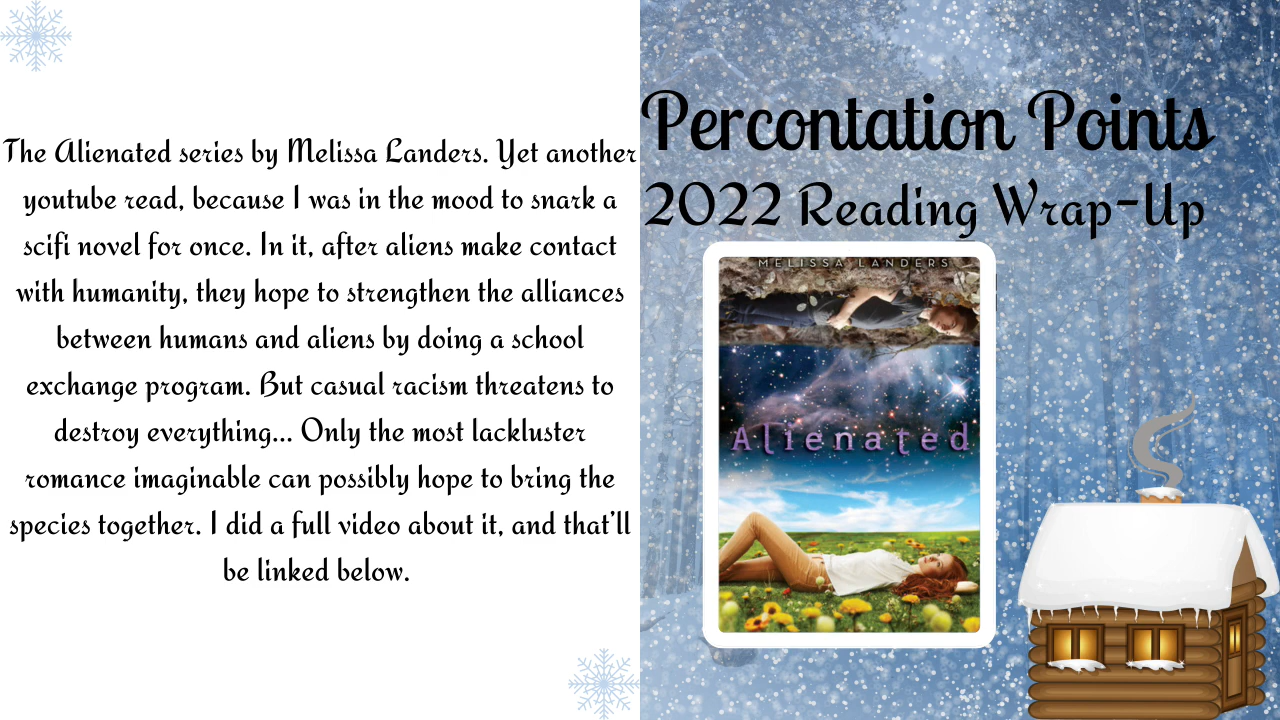 The Alienated series by Melissa Landers. Yet another
youtube read, because I was in the mood to snark a
scifi novel for once. In it, after aliens make contact
with humanity, they hope to strengthen the alliances
between humans and aliens by doing a school
exchange program. But casual racism threatens to
destroy everything... Only the most lackluster
romance imaginable can possibly hope to bring the
species together. I did a full video about it, and that'll
be linked below.
Percontation Points
2022 Reading Wrap-Up
MELISSA LANDERS
Alienated